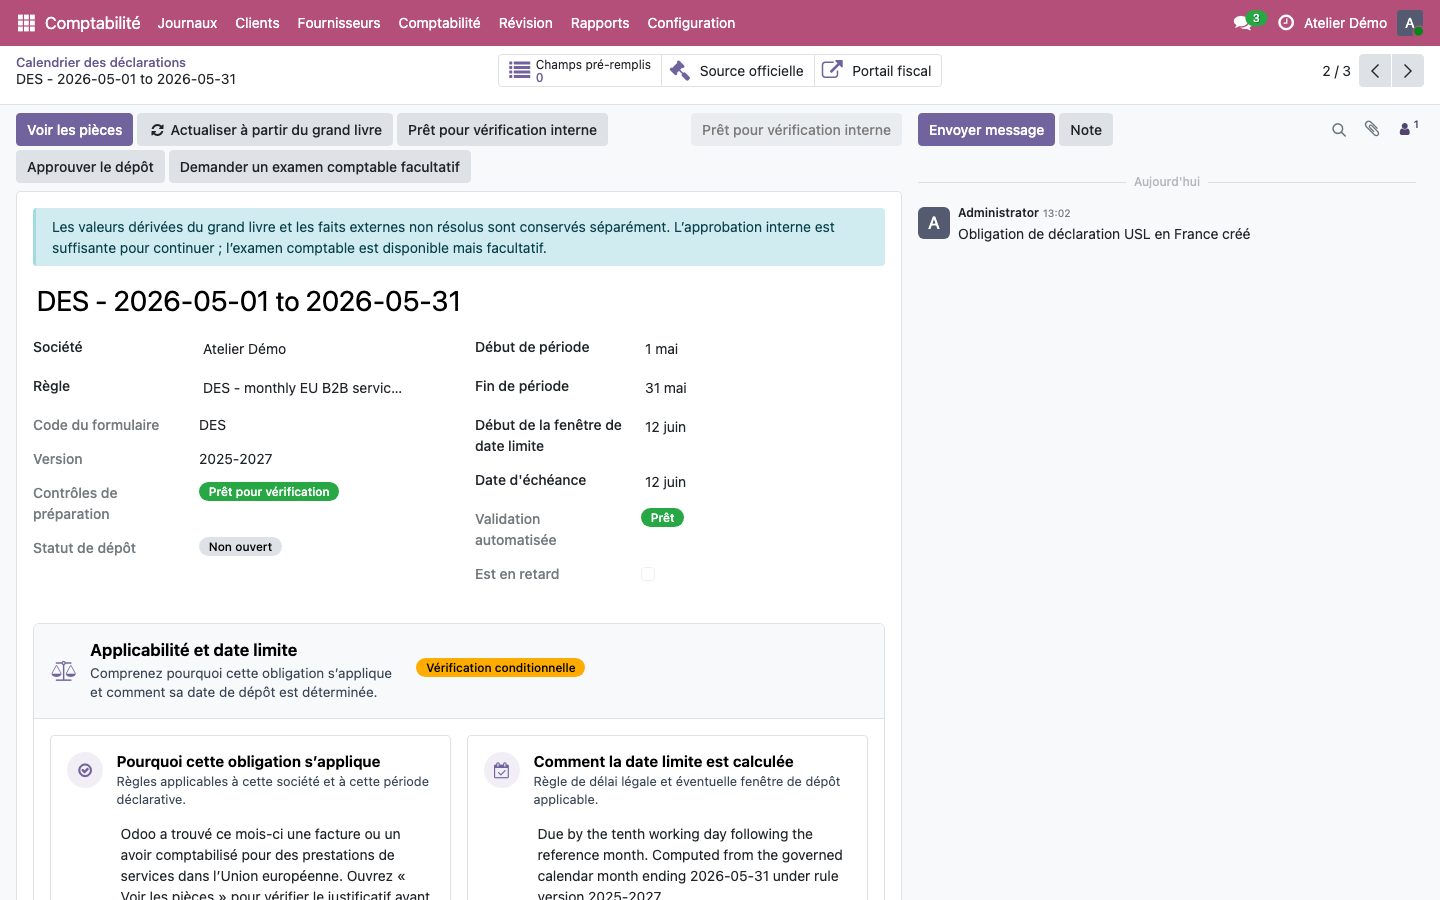 Comptabilité Journaux Clients Fournisseurs Comptabilité Révision Rapports Configuration 3 Atelier Démo A
Calendrier des déclarations
DES - 2026-05-01 to 2026-05-31
Champs pré-remplis
0
Source officielle
Portail fiscal
2 / 3
Voir les pièces
Actualiser à partir du grand livre
Prêt pour vérification interne
Prêt pour vérification interne
Approuver le dépôt
Demander un examen comptable facultatif
Envoyer message
Note
1
Les valeurs dérivées du grand livre et les faits externes non résolus sont conservés séparément. L’approbation interne est
suffisante pour continuer ; l’examen comptable est disponible mais facultatif.
DES - 2026-05-01 to 2026-05-31
Société Atelier Démo
Règle DES - monthly EU B2B servic...
Code du formulaire DES
Version 2025-2027
Contrôles de
préparation
Prêt pour vérification
Statut de dépôt Non ouvert
Début de période 1 mai
Fin de période 31 mai
Début de la fenêtre de
date limite
12 juin
Date d'échéance 12 juin
Validation
automatisée
Prêt
Est en retard
Applicabilité et date limite
Comprenez pourquoi cette obligation s’applique
et comment sa date de dépôt est déterminée.
Vérification conditionnelle
Pourquoi cette obligation s’applique
Règles applicables à cette société et à cette période
déclarative.
Odoo a trouvé ce mois-ci une facture ou un
avoir comptabilisé pour des prestations de
services dans l’Union européenne. Ouvrez «
Voir les pièces » pour vérifier le justificatif avant
Comment la date limite est calculée
Règle de délai légale et éventuelle fenêtre de dépôt
applicable.
Due by the tenth working day following the
reference month. Computed from the governed
calendar month ending 2026-05-31 under rule
version 2025-2027.
Aujourd'hui
A
Administrator 13:02
Obligation de déclaration USL en France créé